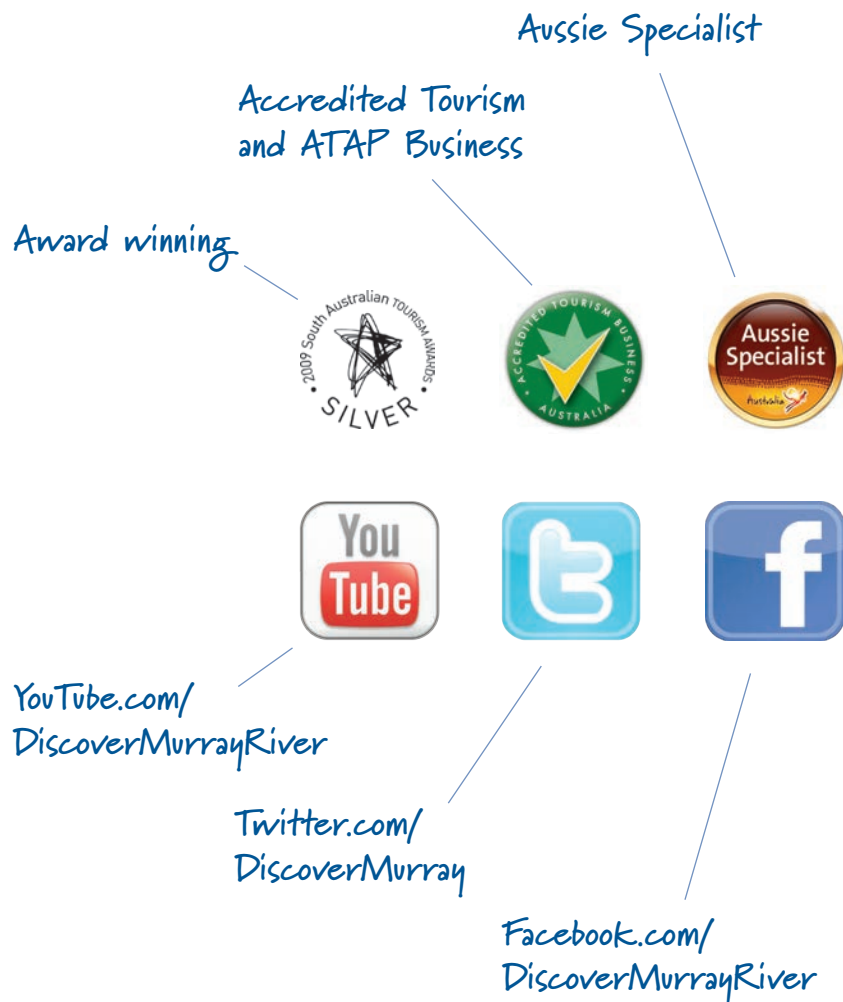 Aussie Specialist
Accredited Tourism
and ATAP Business
Award winning
• 2009 South Australian TOURISM AWARDS •
SILVER
• ACCREDITED TOURISM BUSINESS •
AUSTRALIA
Aussie
Specialist
Australia
You
Tube
t
f
YouTube.com/
DiscoverMurrayRiver
Twitter.com/
DiscoverMurray
Facebook.com/
DiscoverMurrayRiver